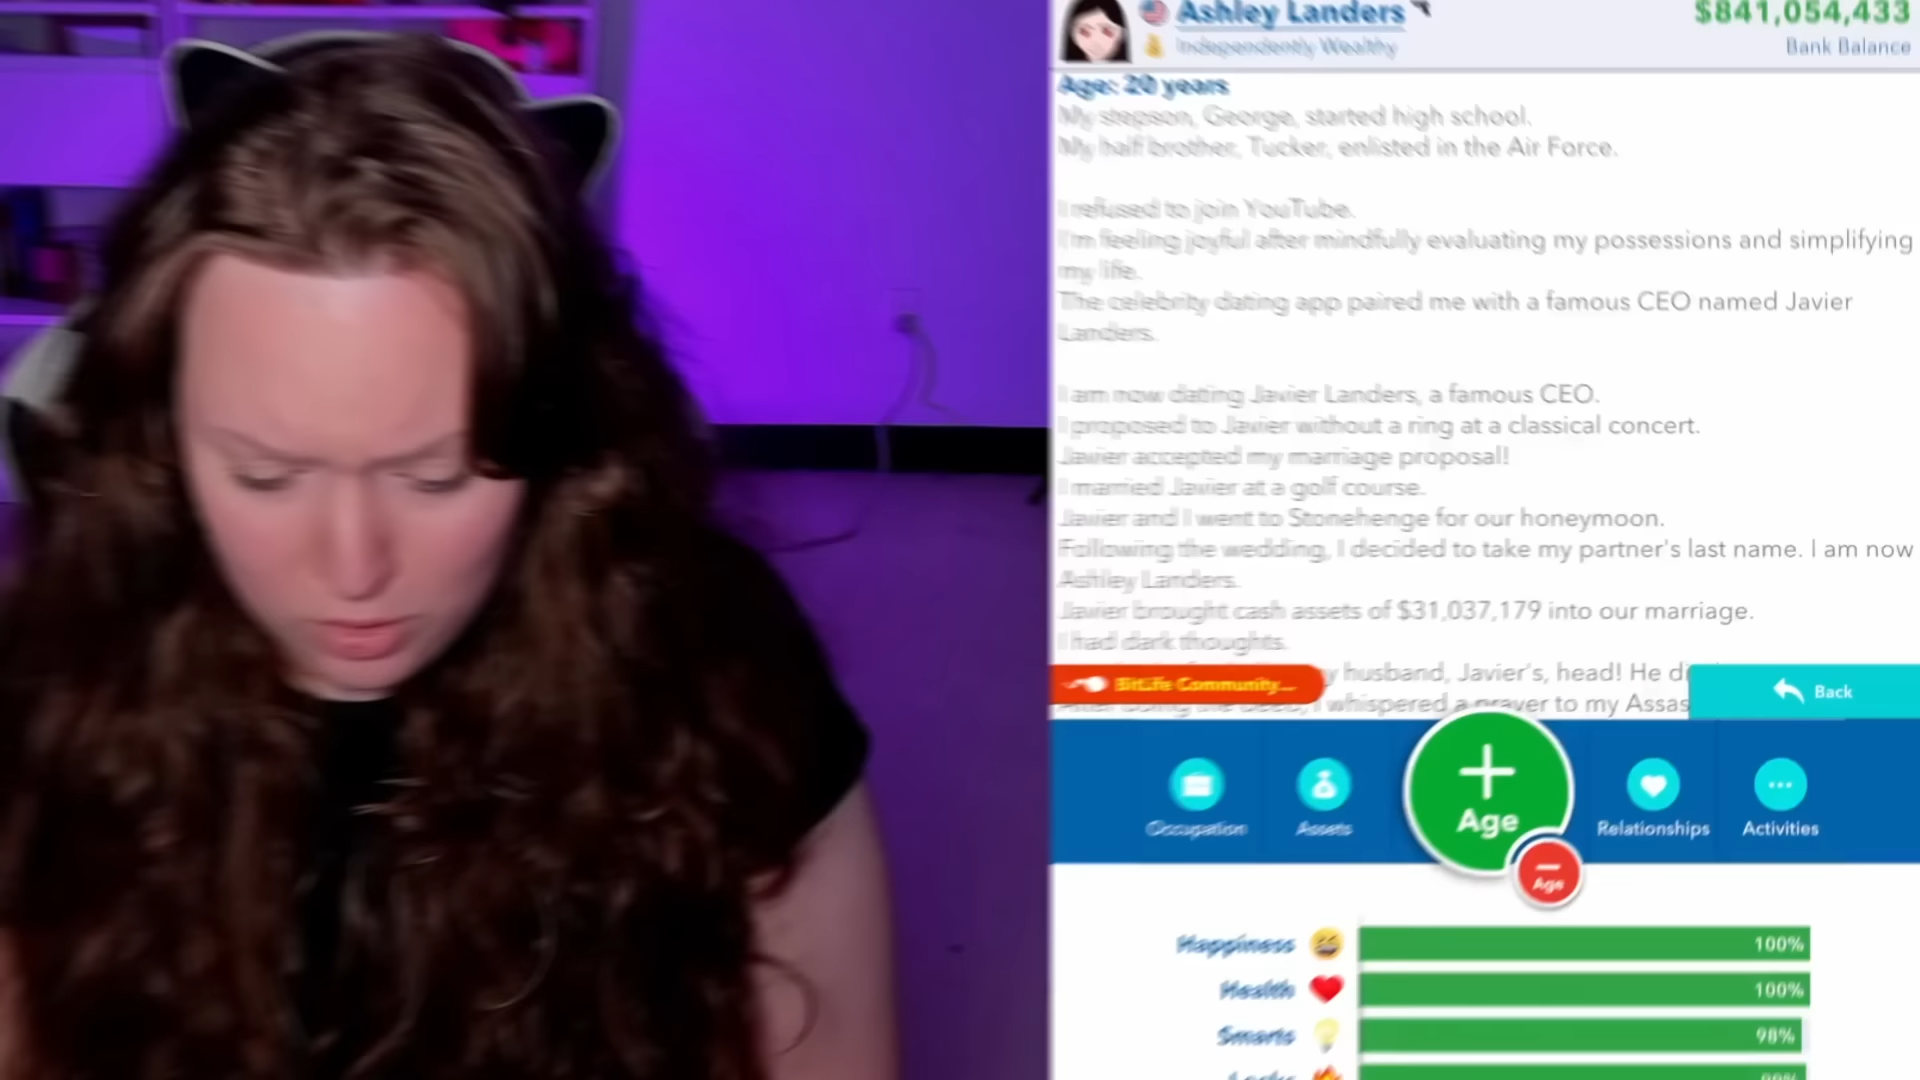 Ashley Landers
$841,054,433
Independently Wealthy
Bank Balance
Age: 20 years
My stepson, George, started high school.
My half brother, Tucker, enlisted in the Air Force.
I refused to join YouTube.
I'm feeling joyful after mindfully evaluating my possessions and simplifying
my life.
The celebrity dating app paired me with a famous CEO named Javier
Landers.
I am now dating Javier Landers, a famous CEO.
I proposed to Javier without a ring at a classical concert.
Javier accepted my marriage proposal!
I married Javier at a golf course.
Javier and I went to Stonehenge for our honeymoon.
Following the wedding, I decided to take my partner's last name. I am now
Ashley Landers.
Javier brought cash assets of $31,037,179 into our marriage.
I had dark thoughts.
y husband, Javier's, head! He di
BitLife Community...
Back
I whispered a prayer to my Assas
Occupation
Assets
Age
Relationships
Activities
Age
Happiness
100%
Health
100%
Smarts
98%
Looks